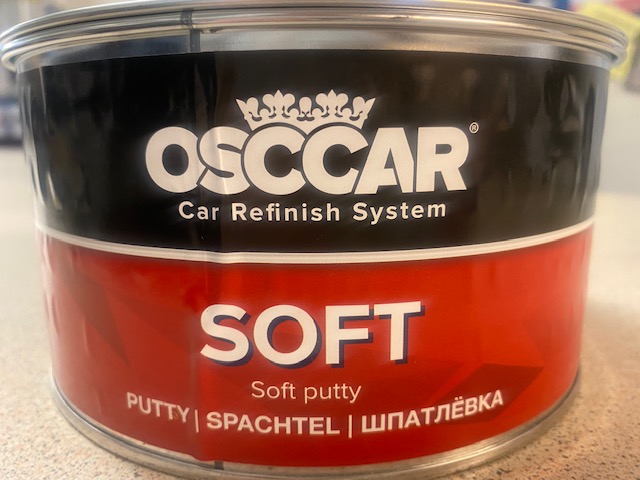 OSCCAR®
Car Refinish System
SOFT
Soft putty
PUTTY | SPACHTEL | ШПАТЛЁВКА